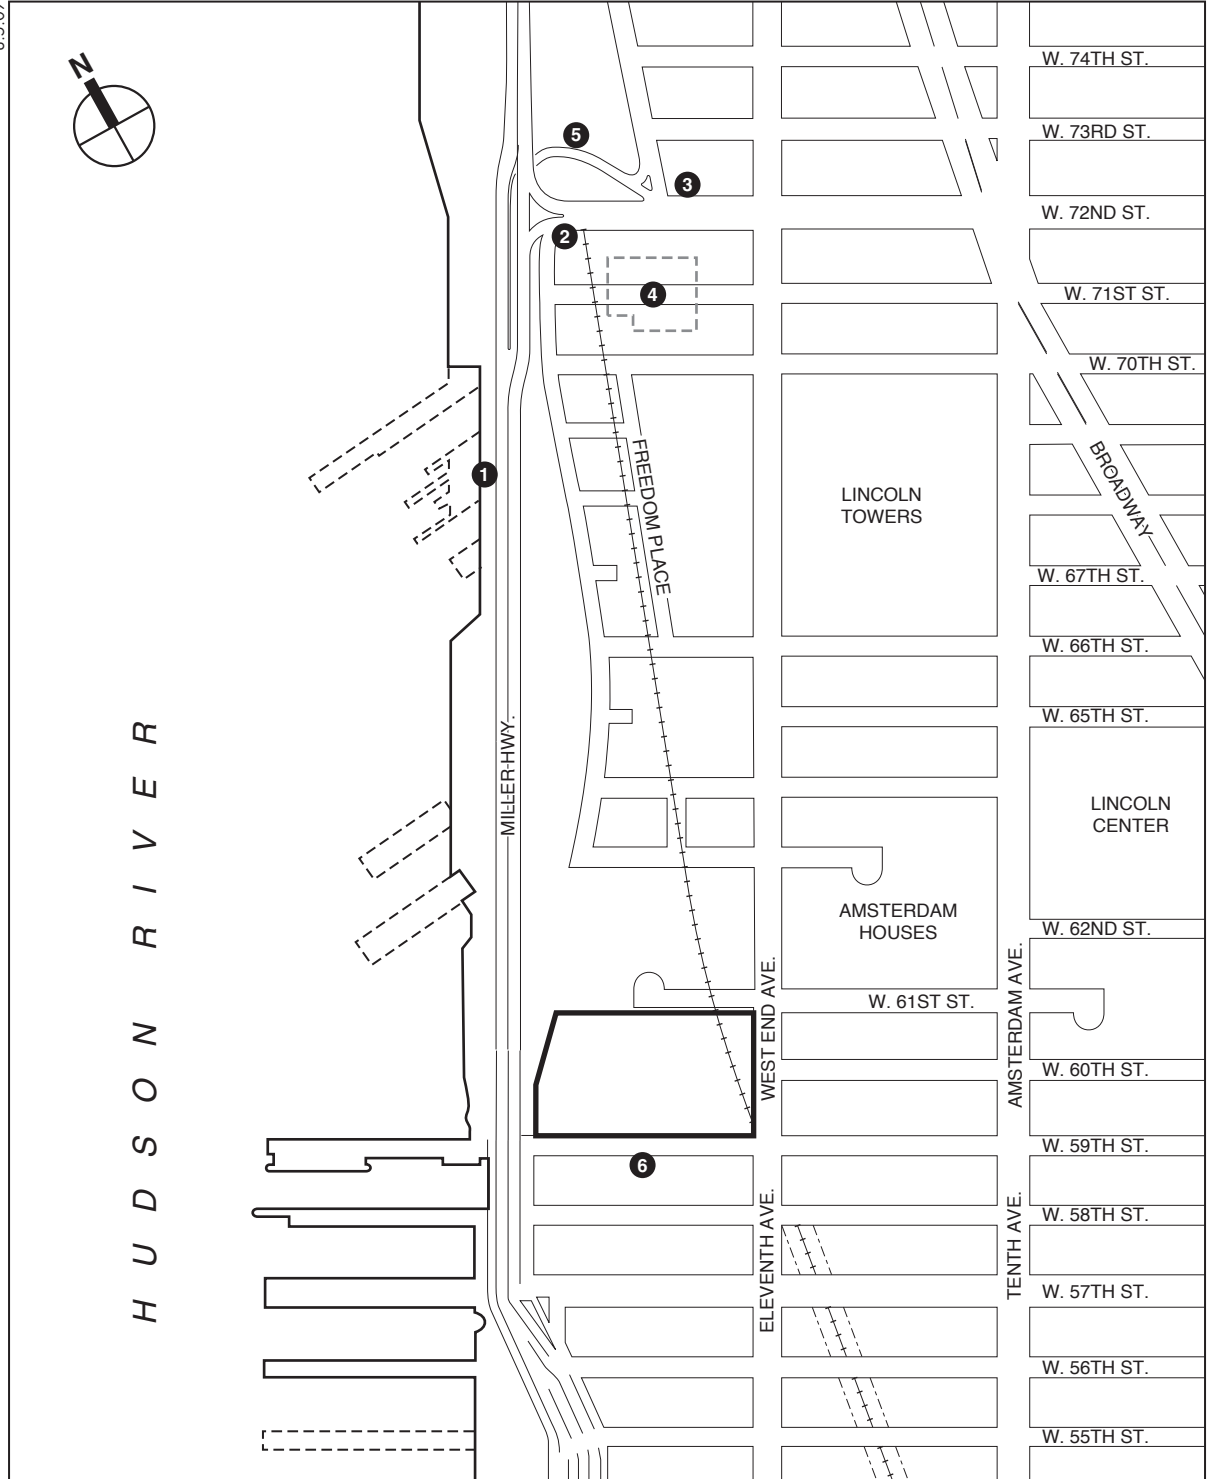 N
W. 74TH ST.
5
W. 73RD ST.
3
W. 72ND ST.
2
4
W. 71ST ST.
W. 70TH ST.
1
FREEDOM PLACE
BROADWAY
LINCOLN
TOWERS
W. 67TH ST.
W. 66TH ST.
W. 65TH ST.
HUDSON RIVER
MILLER HWY.
LINCOLN
CENTER
AMSTERDAM
HOUSES
W. 62ND ST.
WEST END AVE.
AMSTERDAM AVE.
W. 61ST ST.
W. 60TH ST.
W. 59TH ST.
6
W. 58TH ST.
ELEVENTH AVE.
TENTH AVE.
W. 57TH ST.
W. 56TH ST.
W. 55TH ST.